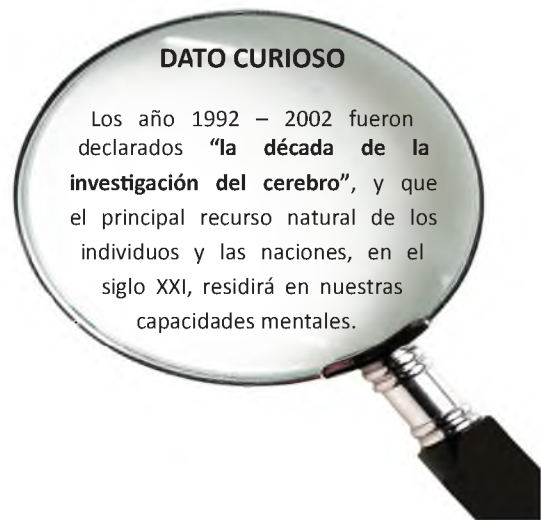 DATO CURIOSO
Los año 1992 – 2002 fueron
declarados “la década de la
investigación del cerebro”, y que
el principal recurso natural de los
individuos y las naciones, en el
siglo XXI, residirá en nuestras
capacidades mentales.